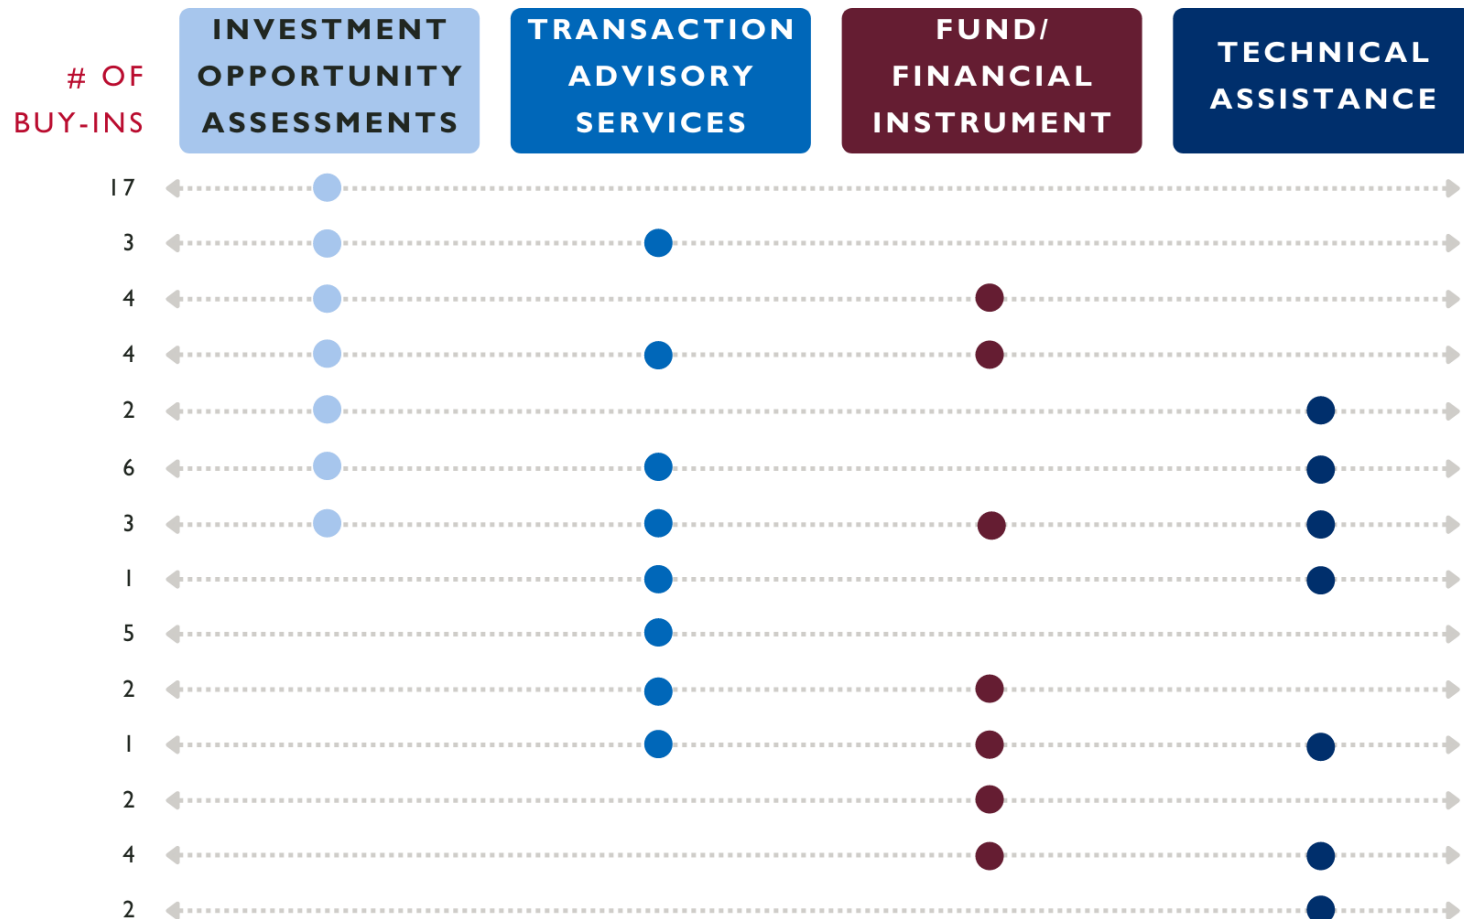 # OF
BUY-INS
INVESTMENT
OPPORTUNITY
ASSESSMENTS
TRANSACTION
ADVISORY
SERVICES
FUND/
FINANCIAL
INSTRUMENT
TECHNICAL
ASSISTANCE
17
3
4
4
2
6
3
1
5
2
1
2
4
2